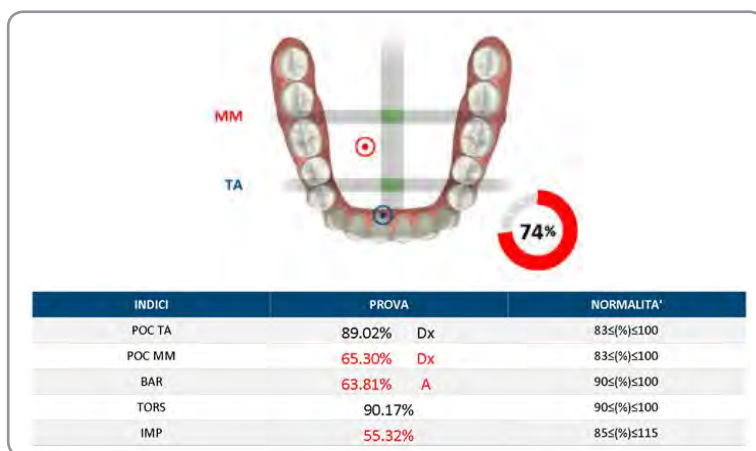 MM
TA
74%
INDICI PROVA NORMALITA'
POC TA 89.02% Dx 83≤(%)≤100
POC MM 65.30% Dx 83≤(%)≤100
BAR 63.81% A 90≤(%)≤100
TORS 90.17% 90≤(%)≤100
IMP 55.32% 85≤(%)≤115